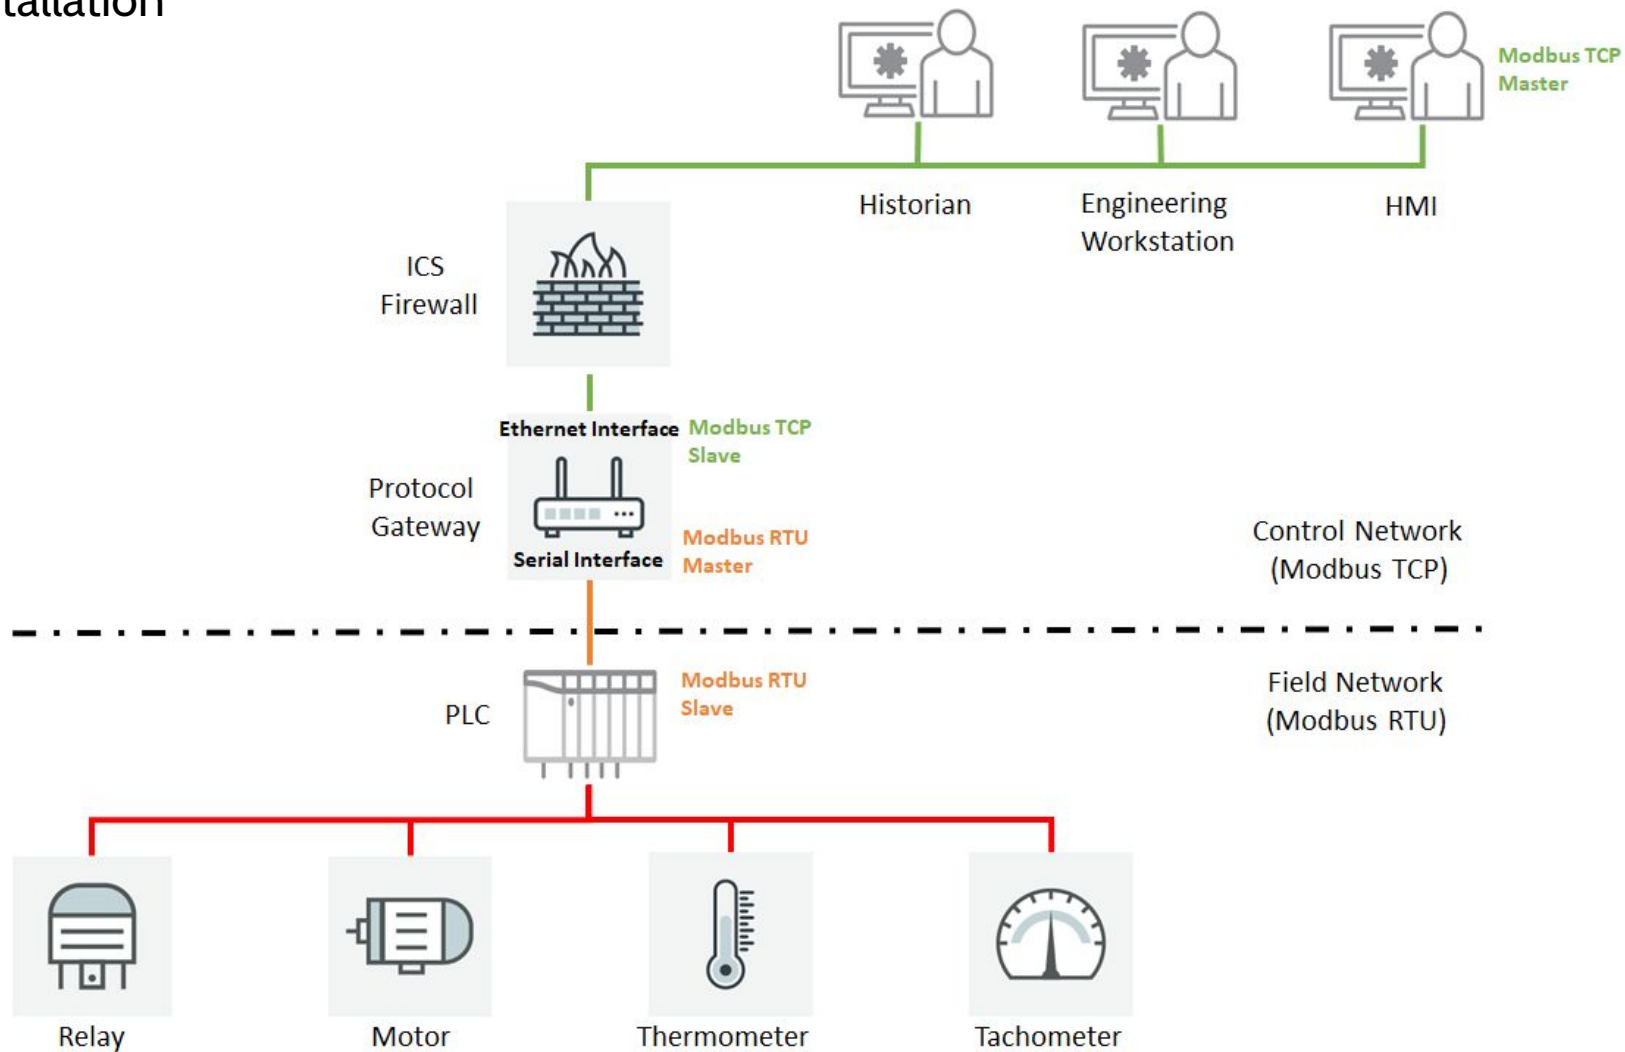 tallation
Modbus TCP
Master
Historian
Engineering
Workstation
HMI
ICS
Firewall
Ethernet Interface
Modbus TCP
Slave
Protocol
Gateway
Modbus RTU
Master
Serial Interface
Control Network
(Modbus TCP)
PLC
Modbus RTU
Slave
Field Network
(Modbus RTU)
Relay
Motor
Thermometer
Tachometer